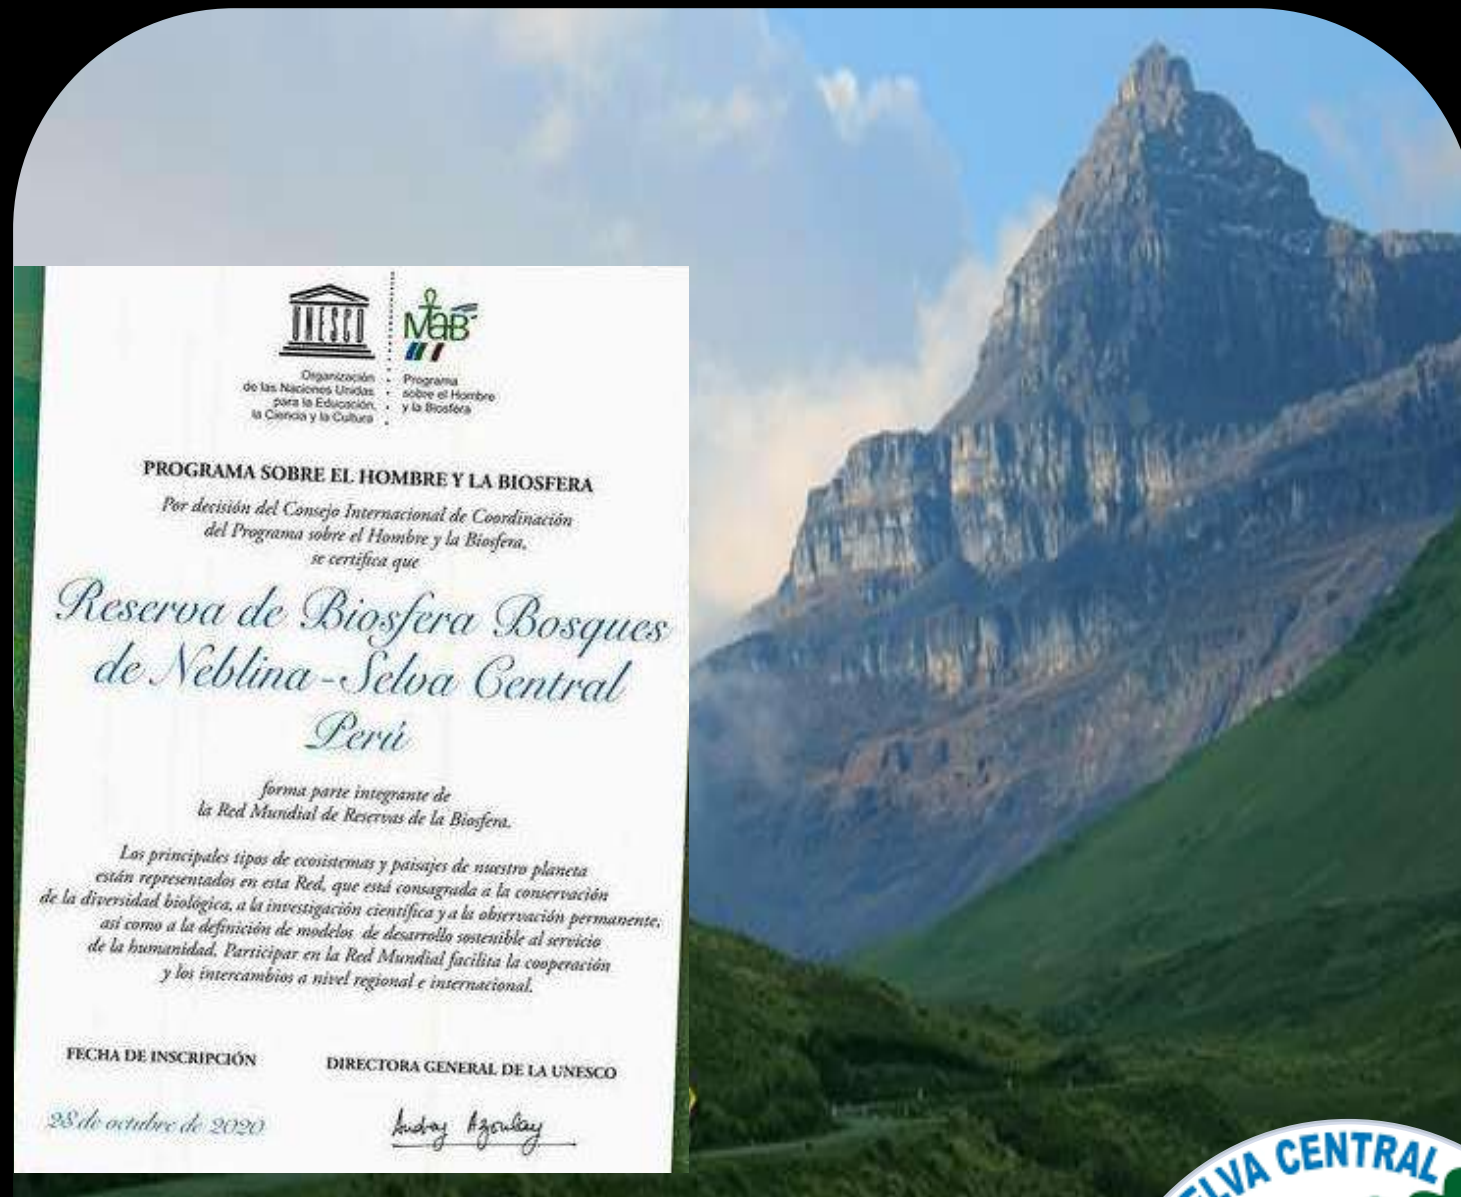 UNESCO
MaB
Organización
de las Naciones Unidas
para la Educación,
la Ciencia y la Cultura
Programa
sobre el Hombre
y la Biosfera
PROGRAMA SOBRE EL HOMBRE Y LA BIOSFERA
Por decisión del Consejo Internacional de Coordinación
del Programa sobre el Hombre y la Biosfera,
se certifica que
Reserva de Biosfera Bosques
de Neblina-Selva Central
Perú
forma parte integrante de
la Red Mundial de Reservas de la Biosfera.
Los principales tipos de ecosistemas y paisajes de nuestro planeta
están representados en esta Red, que está consagrada a la conservación
de la diversidad biológica, a la investigación científica y a la observación permanente,
así como a la definición de modelos de desarrollo sostenible al servicio
de la humanidad. Participar en la Red Mundial facilita la cooperación
y los intercambios a nivel regional e internacional.
FECHA DE INSCRIPCIÓN
DIRECTORA GENERAL DE LA UNESCO
28 de octubre de 2020
Audrey Azoulay
CENTRAL